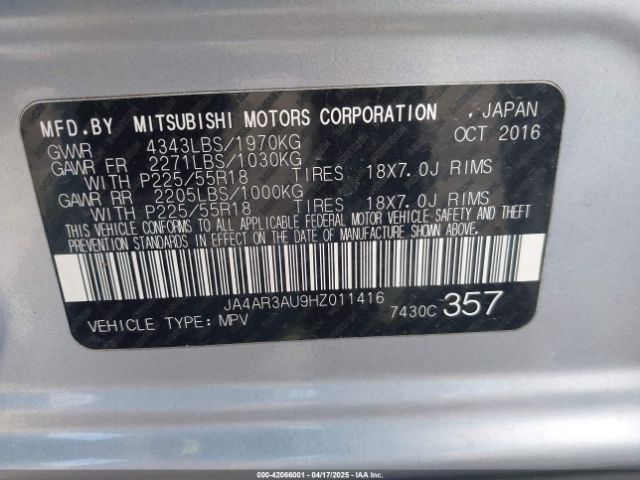 MFD.BY MITSUBISHI MOTORS CORPORATION , JAPAN
GVWR 4343LBS/1970KG OCT 2016
GAWR FR 2271LBS/1030KG
WITH P225/55R18 TIRES 18X7.0J RIMS
GAWR RR 2205LBS/1000KG
WITH P225/55R18 TIRES 18X7.0J RIMS
THIS VEHICLE CONFORMS TO ALL APPLICABLE FEDERAL MOTOR VEHICLE SAFETY AND THEFT
PREVENTION STANDARDS IN EFFECT ON THE DATE OF MANUFACTURE SHOWN ABOVE.
JA4AR3AU9HZ011416
VEHICLE TYPE: MPV 7430C 357
000-42066001 - 04/17/2025 - IAAI.COM